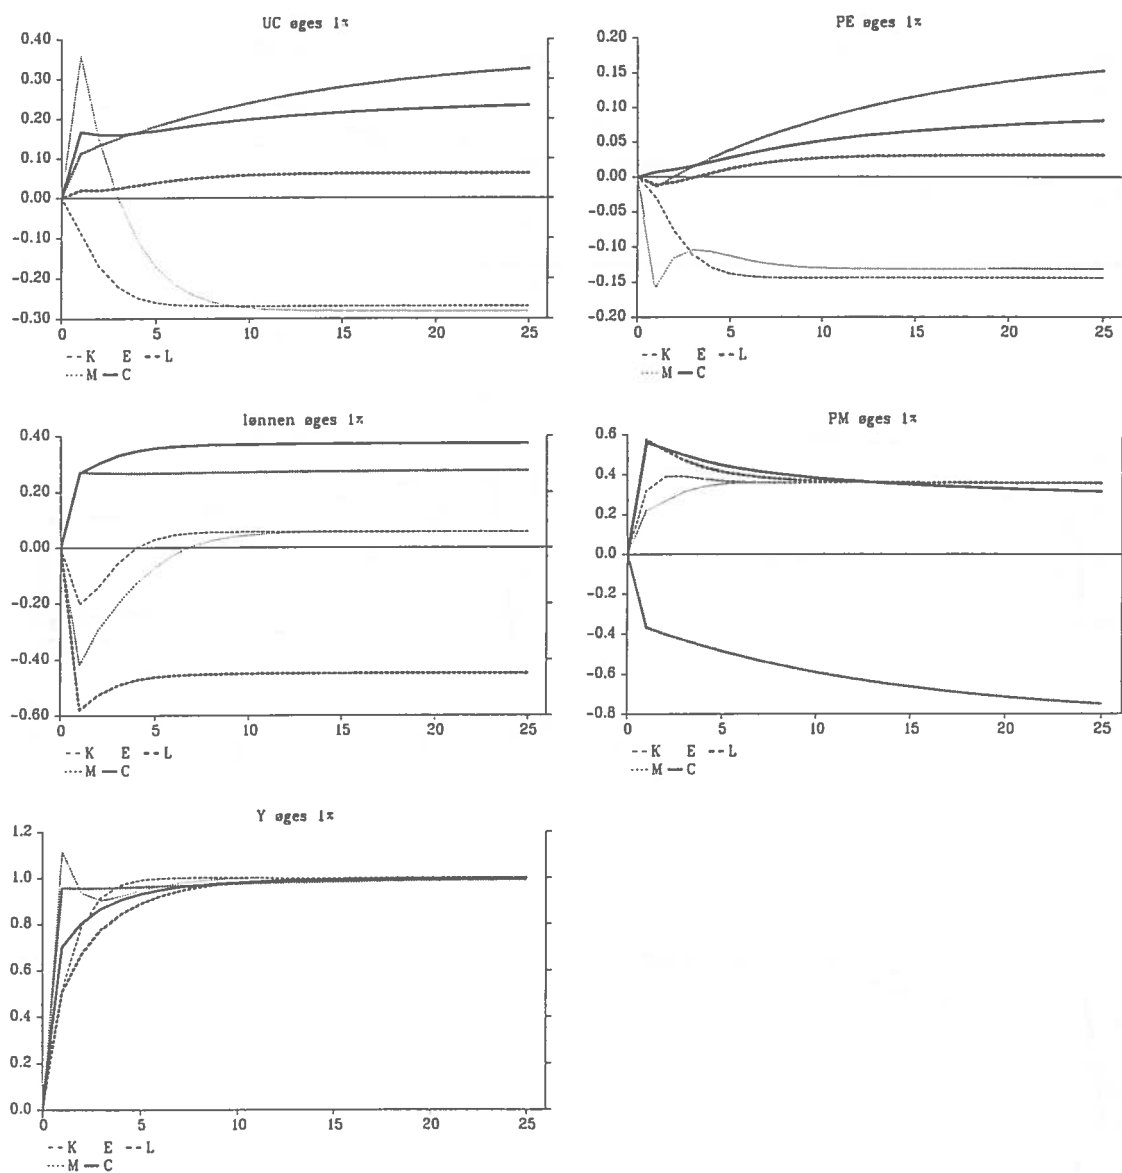 UC øges 1%
0.40
0.30
0.20
0.10
0.00
-0.10
-0.20
-0.30
0 5 10 15 20 25
--K E --L
····M —C
PE øges 1%
0.20
0.15
0.10
0.05
0.00
-0.05
-0.10
-0.15
-0.20
0 5 10 15 20 25
--K E --L
····M —C
lønnen øges 1%
0.40
0.20
0.00
-0.20
-0.40
-0.60
0 5 10 15 20 25
--K E --L
····M —C
PM øges 1%
0.6
0.4
0.2
0.0
-0.2
-0.4
-0.6
-0.8
0 5 10 15 20 25
--K E --L
····M —C
Y øges 1%
1.2
1.0
0.8
0.6
0.4
0.2
0.0
0 5 10 15 20 25
--K E --L
····M —C